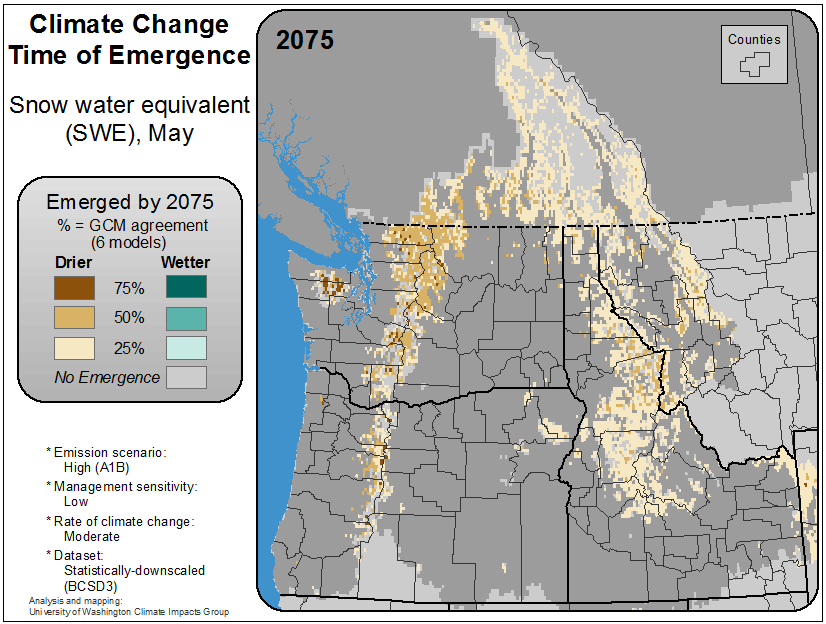 Climate Change
Time of Emergence
Snow water equivalent
(SWE), May
Emerged by 2075
% = GCM agreement
(6 models)
Drier Wetter
75%
50%
25%
No Emergence
* Emission scenario:
High (A1B)
* Management sensitivity:
Low
* Rate of climate change:
Moderate
* Dataset:
Statistically-downscaled
(BCSD3)
Analysis and mapping:
University of Washington Climate Impacts Group
2075
Counties